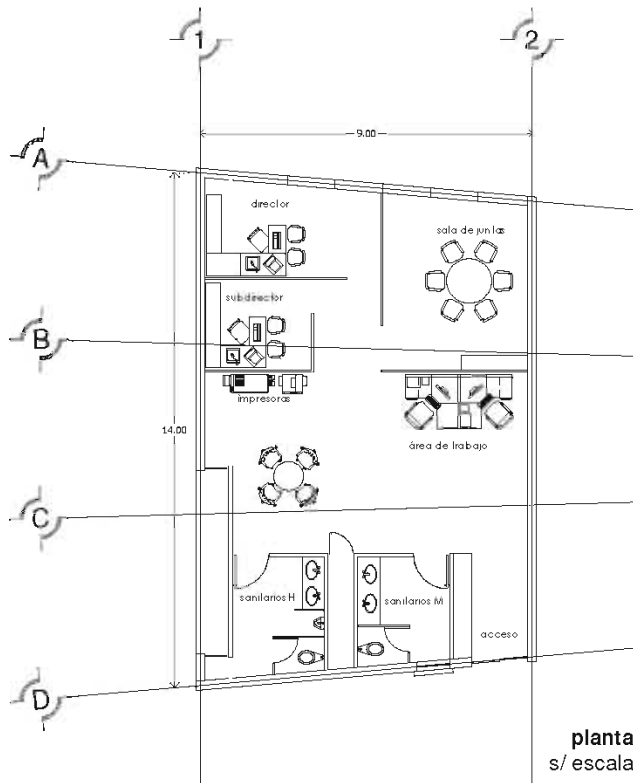 1
2
9.00
A
director
sala de juntas
subdirector
B
impresoras
14.00
área de trabajo
C
sanitarios H
sanitarios M
acceso
D
planta
s/ escala